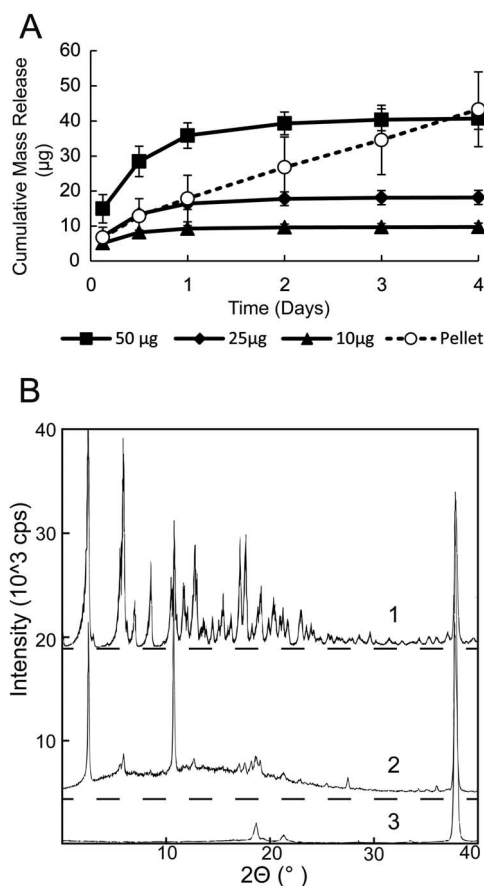 A
60
50
40
30
20
10
0
Cumulative Mass Release
(µg)
0 1 2 3 4
Time (Days)
50 µg 25µg 10µg Pellet
B
40
30
20
10
Intensity (10^3 cps)
1
2
3
10 20 30 40
2Θ (°)